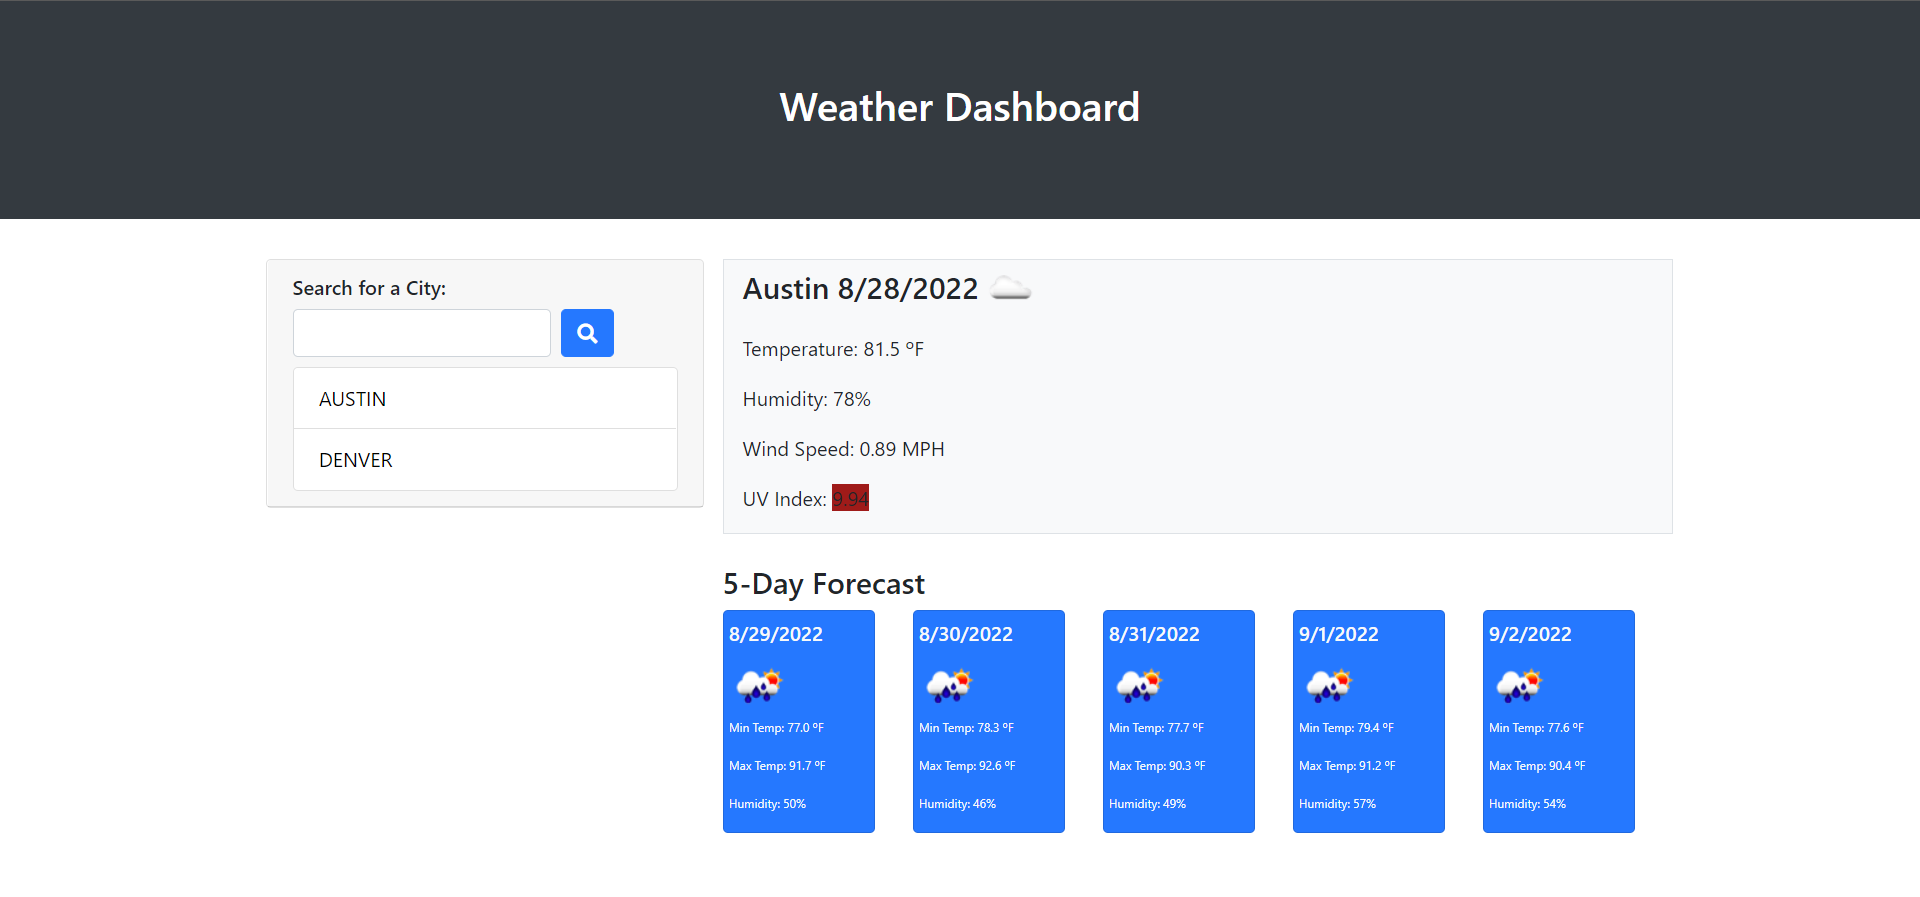 Weather Dashboard
Search for a City:
AUSTIN
DENVER
Austin 8/28/2022
Temperature: 81.5 °F
Humidity: 78%
Wind Speed: 0.89 MPH
UV Index: 9.94
5-Day Forecast
8/29/2022
Min Temp: 77.0 °F
Max Temp: 91.7 °F
Humidity: 50%
8/30/2022
Min Temp: 78.3 °F
Max Temp: 92.6 °F
Humidity: 46%
8/31/2022
Min Temp: 77.7 °F
Max Temp: 90.3 °F
Humidity: 49%
9/1/2022
Min Temp: 79.4 °F
Max Temp: 91.2 °F
Humidity: 57%
9/2/2022
Min Temp: 77.6 °F
Max Temp: 90.4 °F
Humidity: 54%